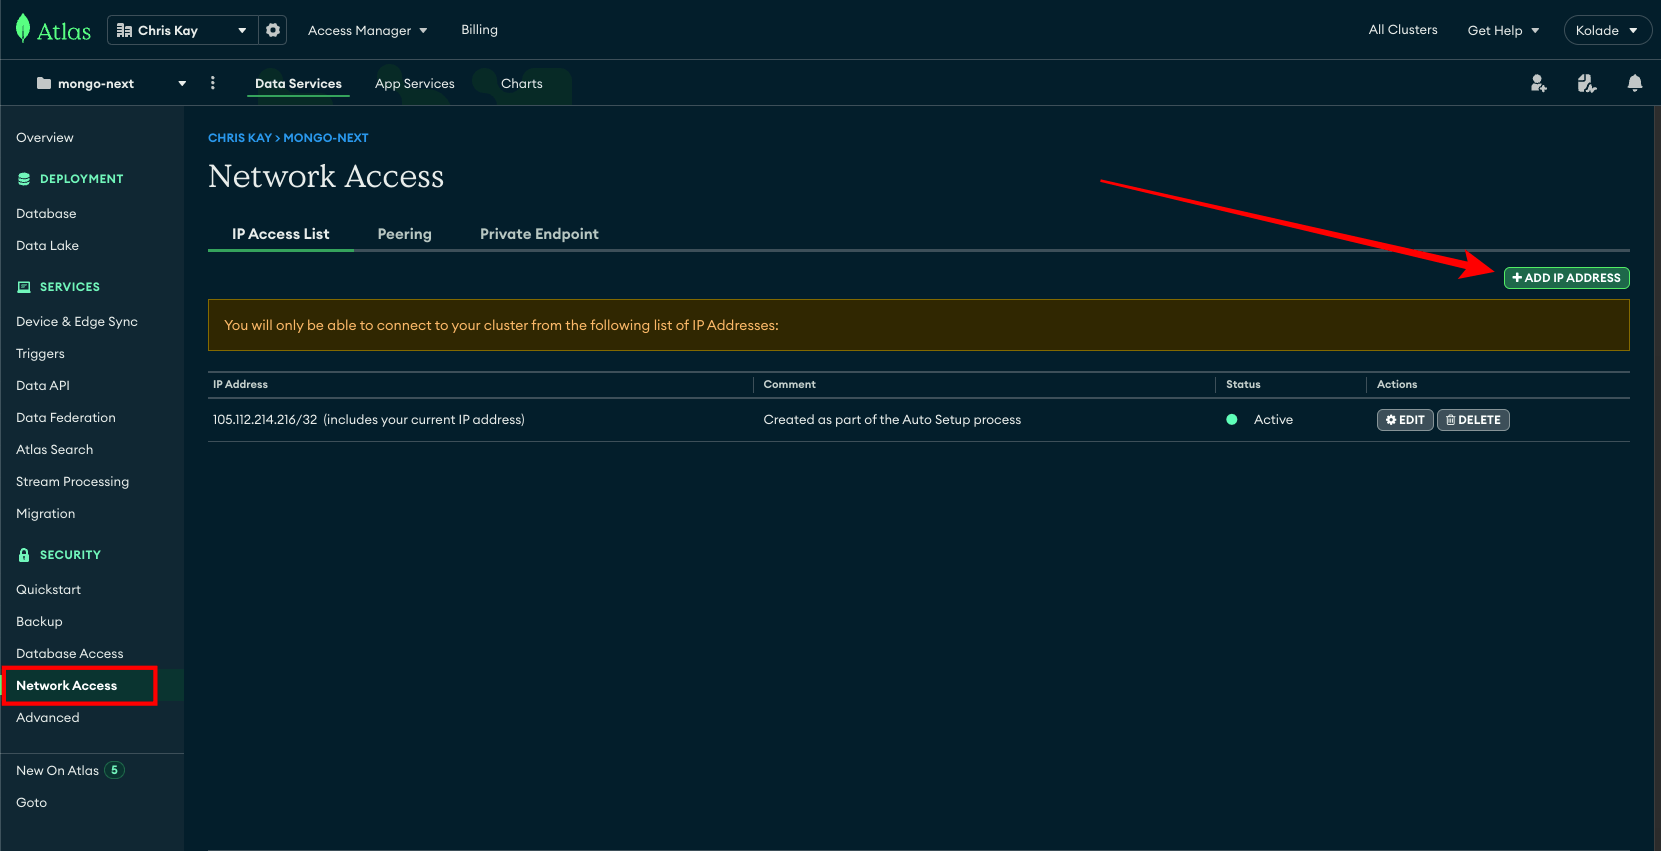 Atlas
Chris Kay
Access Manager
Billing
All Clusters
Get Help
Kolade
mongo-next
Data Services
App Services
Charts
Overview
DEPLOYMENT
Database
Data Lake
SERVICES
Device & Edge Sync
Triggers
Data API
Data Federation
Atlas Search
Stream Processing
Migration
SECURITY
Quickstart
Backup
Database Access
Network Access
Advanced
New On Atlas 5
Goto
CHRIS KAY > MONGO-NEXT
Network Access
IP Access List
Peering
Private Endpoint
+ ADD IP ADDRESS
You will only be able to connect to your cluster from the following list of IP Addresses:
IP Address Comment Status Actions
105.112.214.216/32 (includes your current IP address) Created as part of the Auto Setup process Active EDIT DELETE